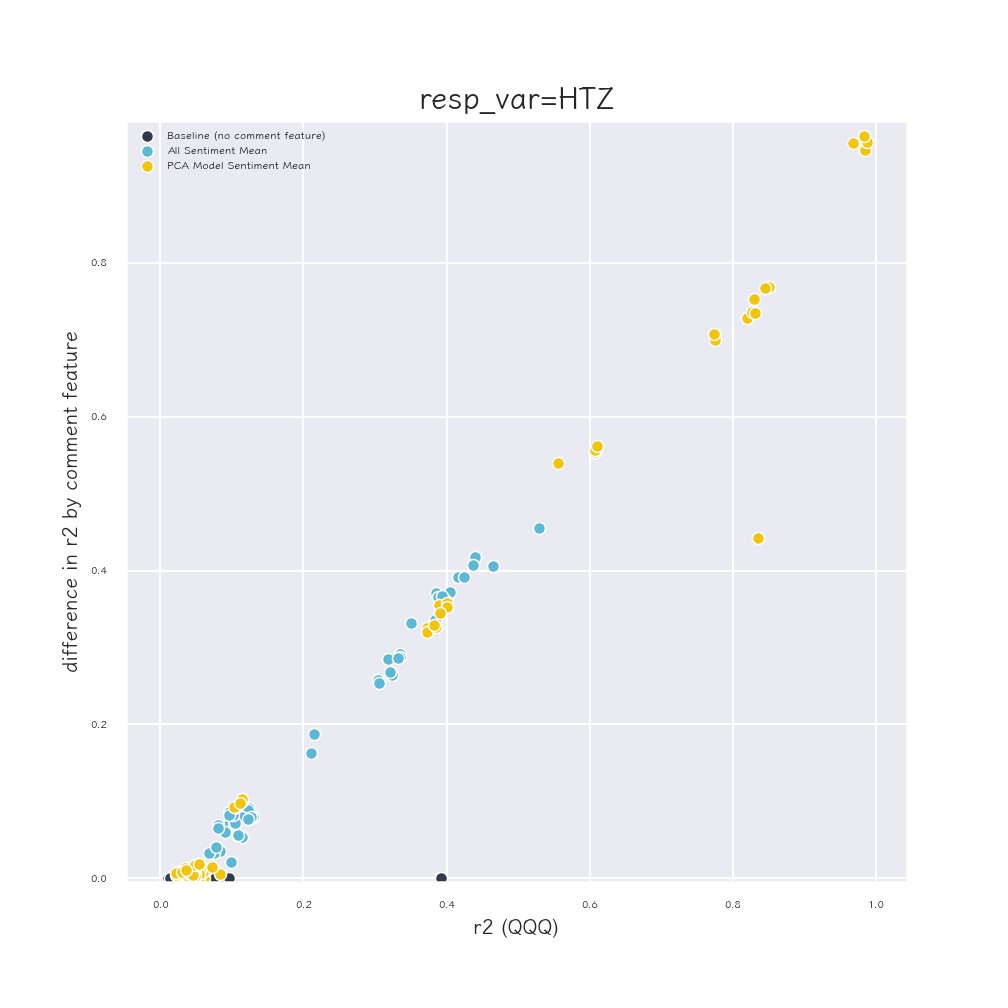 resp_var=HTZ
Baseline (no comment feature)
All Sentiment Mean
PCA Model Sentiment Mean
difference in r2 by comment feature
0.8
0.6
0.4
0.2
0.0
0.0 0.2 0.4 0.6 0.8 1.0
r2 (QQQ)